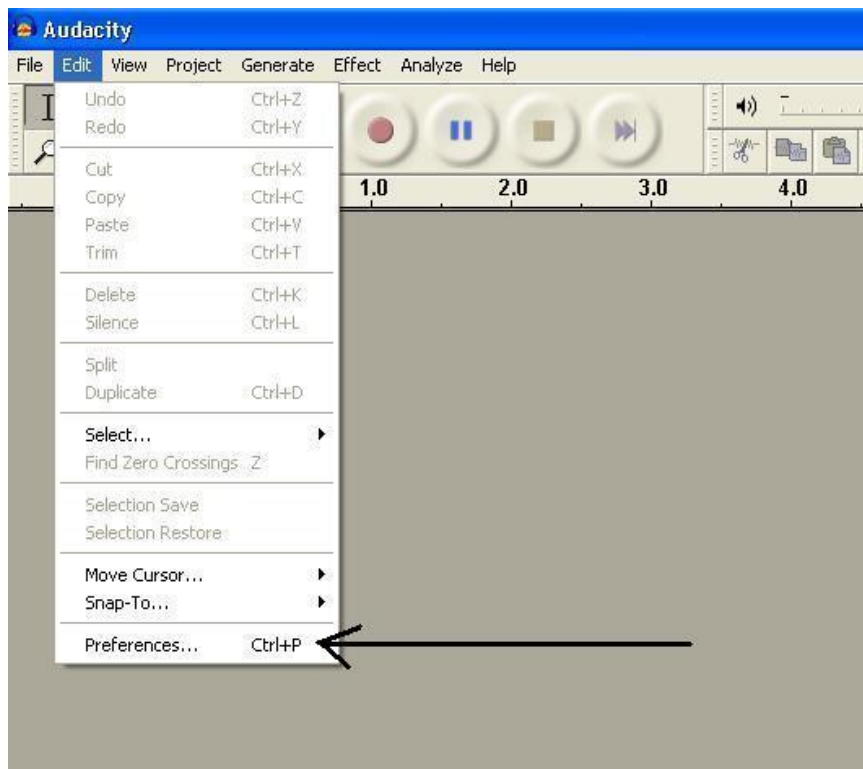 Audacity
File Edit View Project Generate Effect Analyze Help
Undo Ctrl+Z
Redo Ctrl+Y
Cut Ctrl+X
Copy Ctrl+C
Paste Ctrl+V
Trim Ctrl+T
Delete Ctrl+K
Silence Ctrl+L
Split
Duplicate Ctrl+D
Select...
Find Zero Crossings Z
Selection Save
Selection Restore
Move Cursor...
Snap-To...
Preferences... Ctrl+P
1.0 2.0 3.0 4.0